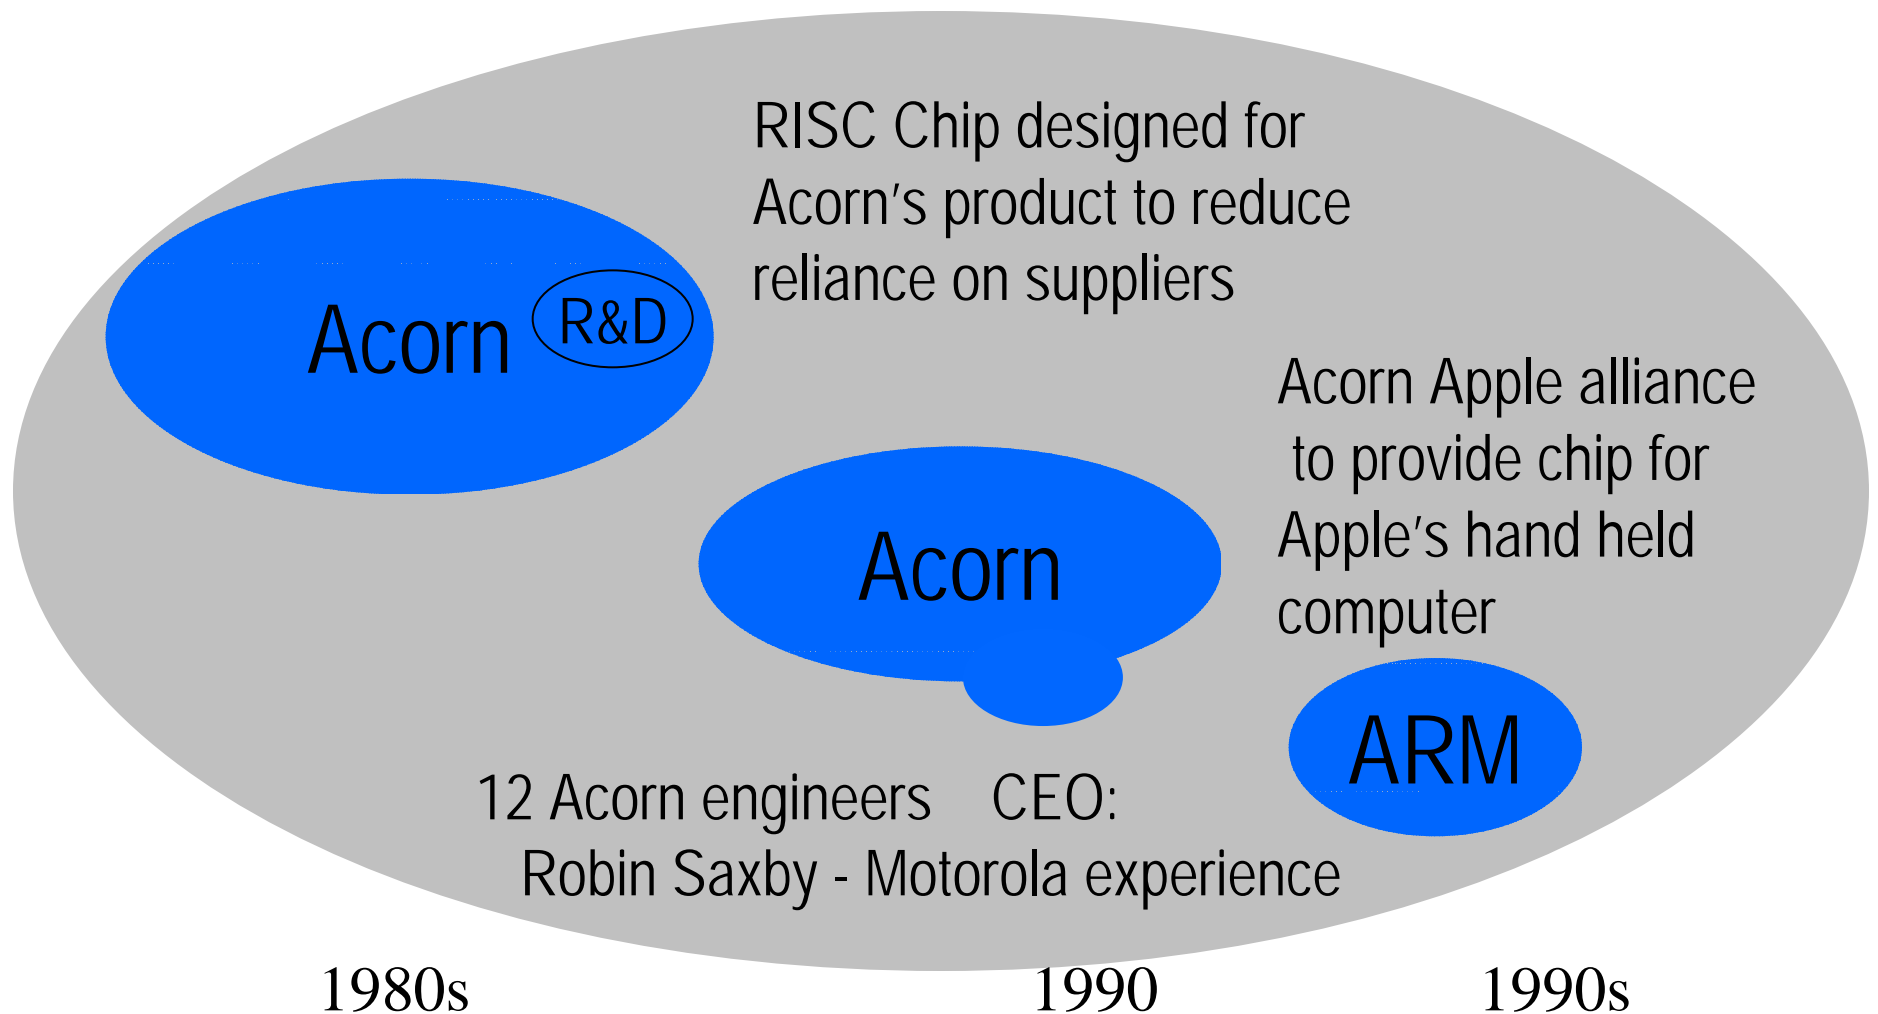 RISC Chip designed for
Acorn's product to reduce
reliance on suppliers
Acorn
R&D
Acorn Apple alliance
to provide chip for
Apple's hand held
computer
Acorn
ARM
12 Acorn engineers CEO:
Robin Saxby - Motorola experience
1980s
1990
1990s